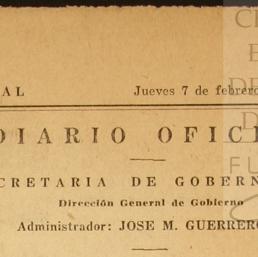 AL Jueves 7 de febrero
DIARIO OFIC
CRETARIA DE GOBERN
Dirección General de Gobierno
Administrador: JOSE M. GUERRERO